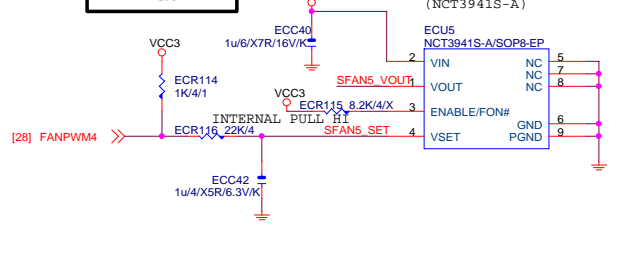 (NCT3941S-A)
ECC40
1u/6/X7R/16V/K
ECU5
NCT3941S-A/SOP8-EP
VCC3
2 VIN
NC 5
NC 7
SFAN5_VOUT 1 VOUT
NC 8
ECR114
1K/4/1
VCC3
ECR115 8.2K/4/X
3 ENABLE/FON#
INTERNAL PULL HI
GND 6
[28] FANPWM4
ECR116 22K/4
SFAN5_SET
4 VSET
PGND 9
ECC42
1u/4/X5R/6.3V/K